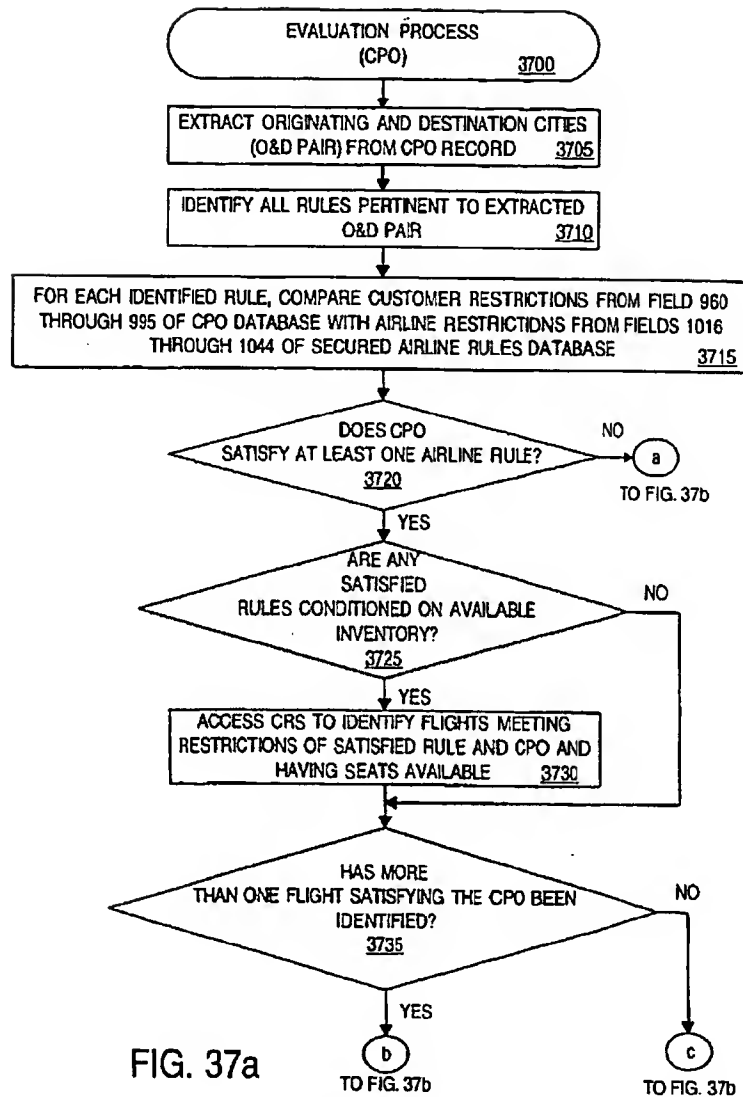 EVALUATION PROCESS
(CPO)
3700
EXTRACT ORIGINATING AND DESTINATION CITIES
(O&D PAIR) FROM CPO RECORD
3705
IDENTIFY ALL RULES PERTINENT TO EXTRACTED
O&D PAIR
3710
FOR EACH IDENTIFIED RULE, COMPARE CUSTOMER RESTRICTIONS FROM FIELD 960
THROUGH 995 OF CPO DATABASE WITH AIRLINE RESTRICTIONS FROM FIELDS 1016
THROUGH 1044 OF SECURED AIRLINE RULES DATABASE
3715
DOES CPO
SATISFY AT LEAST ONE AIRLINE RULE?
3720
NO
a
TO FIG. 37b
YES
ARE ANY
SATISFIED
RULES CONDITIONED ON AVAILABLE
INVENTORY?
3725
NO
YES
ACCESS CRS TO IDENTIFY FLIGHTS MEETING
RESTRICTIONS OF SATISFIED RULE AND CPO AND
HAVING SEATS AVAILABLE
3730
HAS MORE
THAN ONE FLIGHT SATISFYING THE CPO BEEN
IDENTIFIED?
3735
NO
YES
b
TO FIG. 37b
c
TO FIG. 37b
FIG. 37a